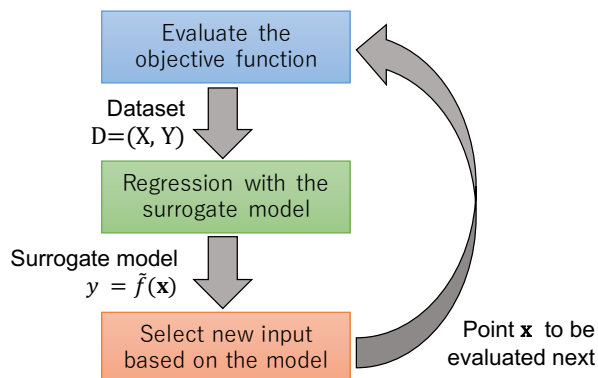 Evaluate the
objective function
Dataset
D=(X, Y)
Regression with the
surrogate model
Surrogate model
y = f̃(𝐱)
Select new input
based on the model
Point 𝐱 to be
evaluated next